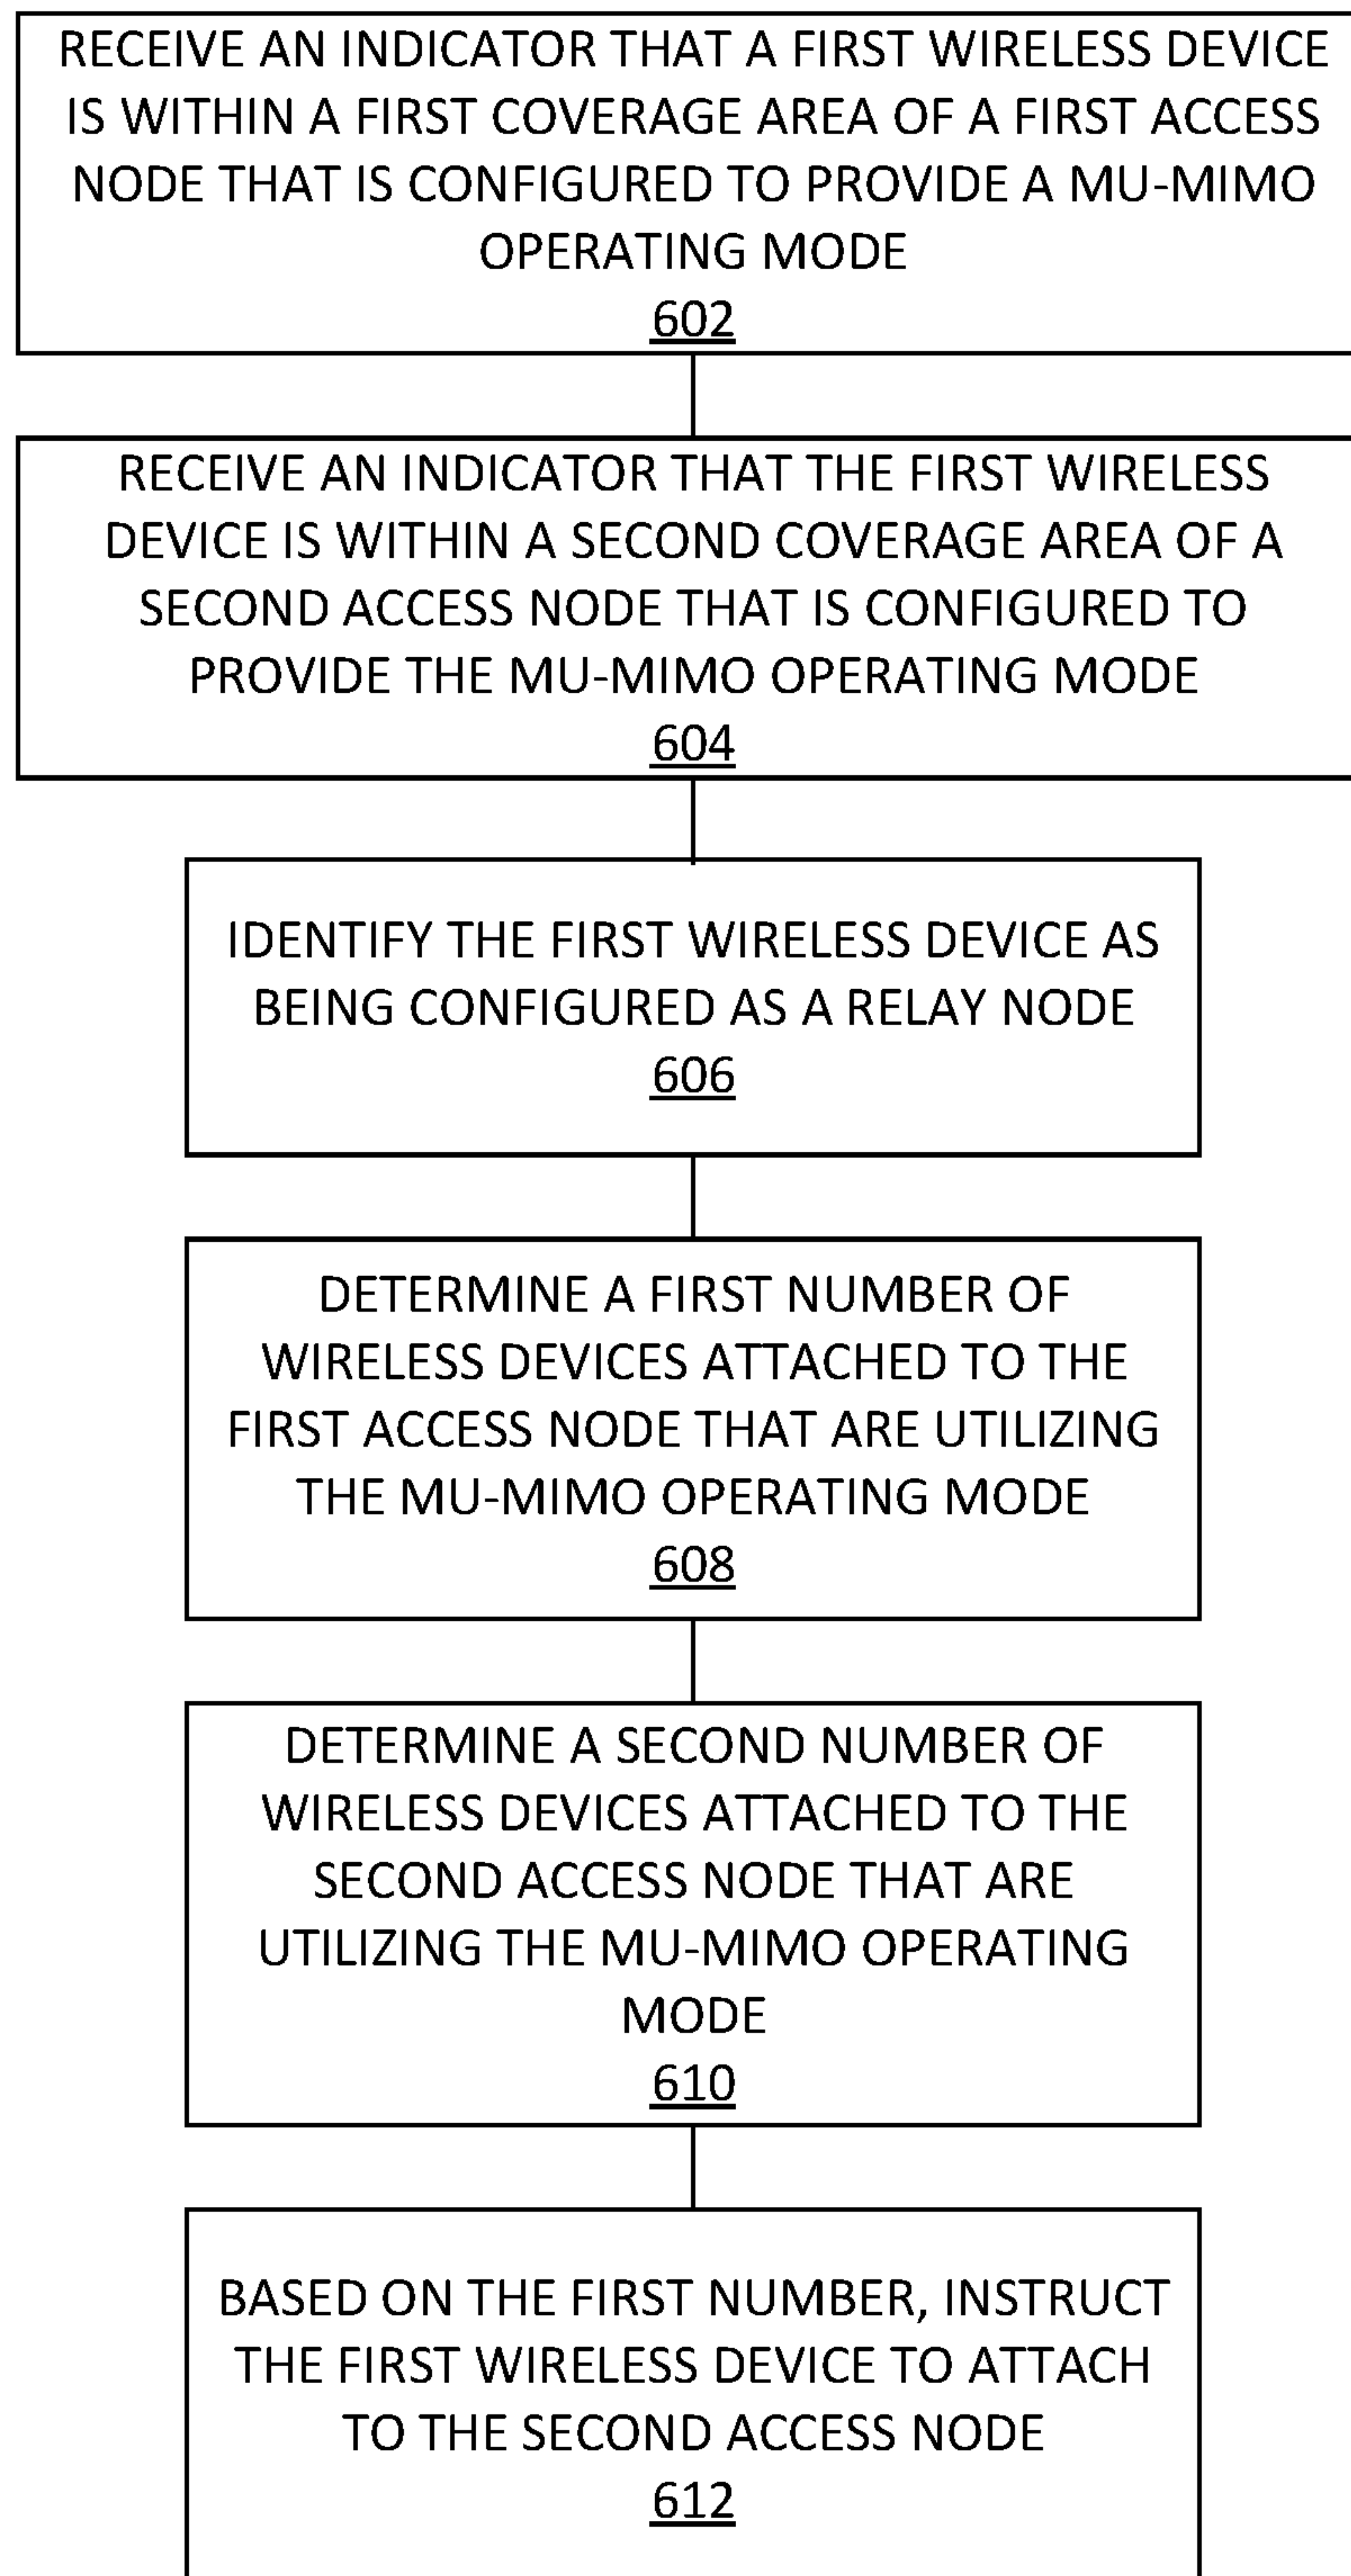 RECEIVE AN INDICATOR THAT A FIRST WIRELESS DEVICE
IS WITHIN A FIRST COVERAGE AREA OF A FIRST ACCESS
NODE THAT IS CONFIGURED TO PROVIDE A MU-MIMO
OPERATING MODE
602
RECEIVE AN INDICATOR THAT THE FIRST WIRELESS
DEVICE IS WITHIN A SECOND COVERAGE AREA OF A
SECOND ACCESS NODE THAT IS CONFIGURED TO
PROVIDE THE MU-MIMO OPERATING MODE
604
IDENTIFY THE FIRST WIRELESS DEVICE AS
BEING CONFIGURED AS A RELAY NODE
606
DETERMINE A FIRST NUMBER OF
WIRELESS DEVICES ATTACHED TO THE
FIRST ACCESS NODE THAT ARE UTILIZING
THE MU-MIMO OPERATING MODE
608
DETERMINE A SECOND NUMBER OF
WIRELESS DEVICES ATTACHED TO THE
SECOND ACCESS NODE THAT ARE
UTILIZING THE MU-MIMO OPERATING
MODE
610
BASED ON THE FIRST NUMBER, INSTRUCT
THE FIRST WIRELESS DEVICE TO ATTACH
TO THE SECOND ACCESS NODE
612